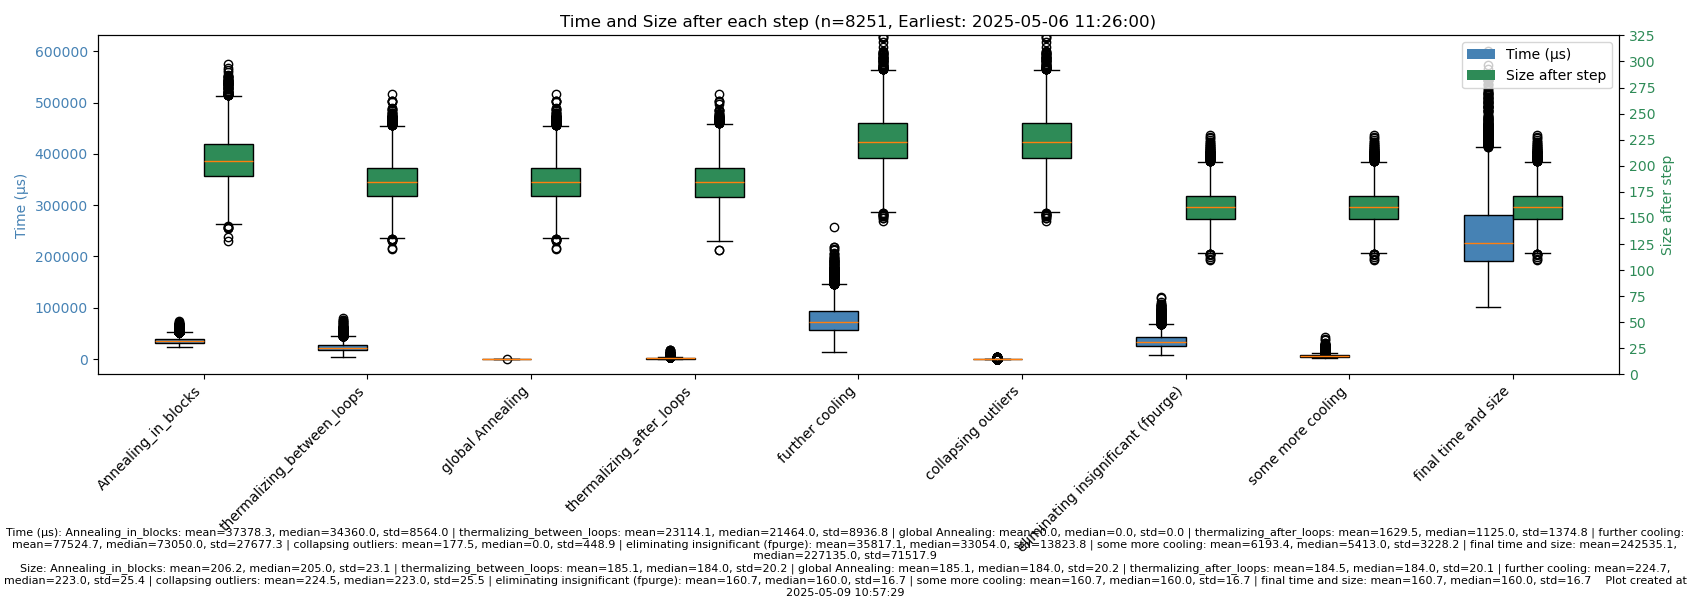 Time and Size after each step (n=8251, Earliest: 2025-05-06 11:26:00)
Time (µs)
600000
500000
400000
300000
200000
100000
0
Time (µs)
Size after step
325
300
275
250
225
200
175
150
125
100
75
50
25
0
Size after step
Annealing_in_blocks
thermalizing_between_loops
global Annealing
thermalizing_after_loops
further cooling
collapsing outliers
eliminating insignificant (fpurge)
some more cooling
final time and size
Time (µs): Annealing_in_blocks: mean=37378.3, median=34360.0, std=8564.0 | thermalizing_between_loops: mean=23114.1, median=21464.0, std=8936.8 | global Annealing: mean=0.0, median=0.0, std=0.0 | thermalizing_after_loops: mean=1629.5, median=1125.0, std=1374.8 | further cooling:
mean=77524.7, median=73050.0, std=27677.3 | collapsing outliers: mean=177.5, median=0.0, std=448.9 | eliminating insignificant (fpurge): mean=35817.1, median=33054.0, std=13823.8 | some more cooling: mean=6193.4, median=5413.0, std=3228.2 | final time and size: mean=242535.1,
median=227135.0, std=71517.9
Size: Annealing_in_blocks: mean=206.2, median=205.0, std=23.1 | thermalizing_between_loops: mean=185.1, median=184.0, std=20.2 | global Annealing: mean=185.1, median=184.0, std=20.2 | thermalizing_after_loops: mean=184.5, median=184.0, std=20.1 | further cooling: mean=224.7,
median=223.0, std=25.4 | collapsing outliers: mean=224.5, median=223.0, std=25.5 | eliminating insignificant (fpurge): mean=160.7, median=160.0, std=16.7 | some more cooling: mean=160.7, median=160.0, std=16.7 | final time and size: mean=160.7, median=160.0, std=16.7 Plot created at
2025-05-09 10:57:29